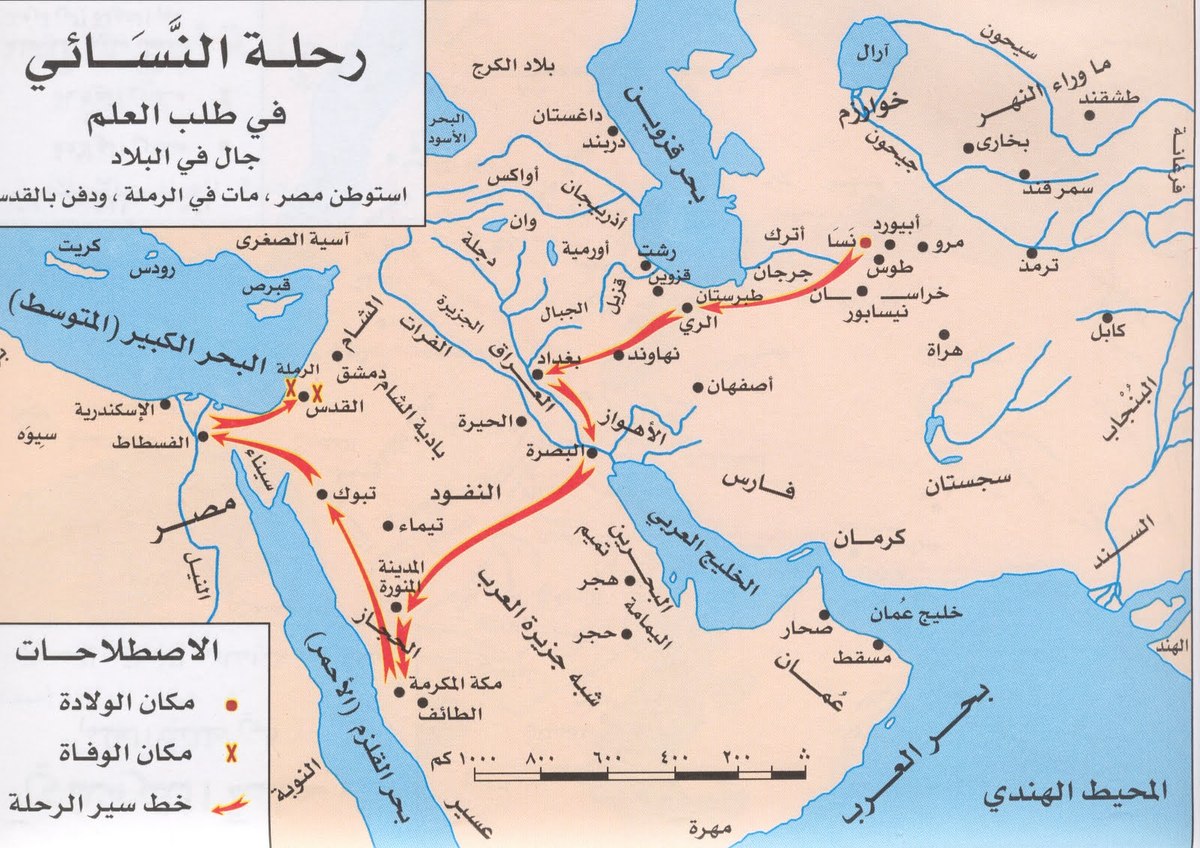 رحلة النَّسَائي
في طلب العلم
جال في البلاد
استوطن مصر ، مات في الرملة ، ودفن بالقدس
بلاد الكرج
البحر
الأسود
داغستان
دربند
بحر قزوين
آرال
سيحون
ما وراء النهر
طشقند
خوارزم
بخارى
جيحون
سمرقند
فرغانة
ترمذ
أواكس
أذربيجان
وان
أورمية
دجلة
رشت
قزوين
قزيل
الجبال
أترك
جرجان
نَسَا
أبيورد
مرو
طوس
خراســان
نيسابور
طبرستان
الري
هراة
كابل
البُنْجاب
كريت
رودس
آسية الصغرى
قبرص
البحر الكبير (المتوسط)
الشام
الجزيرة
الفرات
العراق
بغداد
نهاوند
أصفهان
دمشق
الرملة
القدس
بادية الشام
الحيرة
الأهواز
البصرة
الإسكندرية
الفسطاط
سيوَه
سيناء
مصر
النيل
تبوك
النفود
تيماء
فارس
سجستان
كرمان
السند
الخليج العربي
البحرين
تميم
هجر
اليمامة
حجر
المدينة
المنورة
الحجاز
شبه جزيرة العرب
مكة المكرمة
الطائف
صحار
خليج عُمان
مسقط
عُمان
الهند
بحر العرب
المحيط الهندي
بحر القلزم (الأحمر)
النوبة
عسير
مهرة
٢٠٠ ٤٠٠ ٦٠٠ ٨٠٠ ١٠٠٠ كم
الاصطلاحات
مكان الولادة
مكان الوفاة
خط سير الرحلة